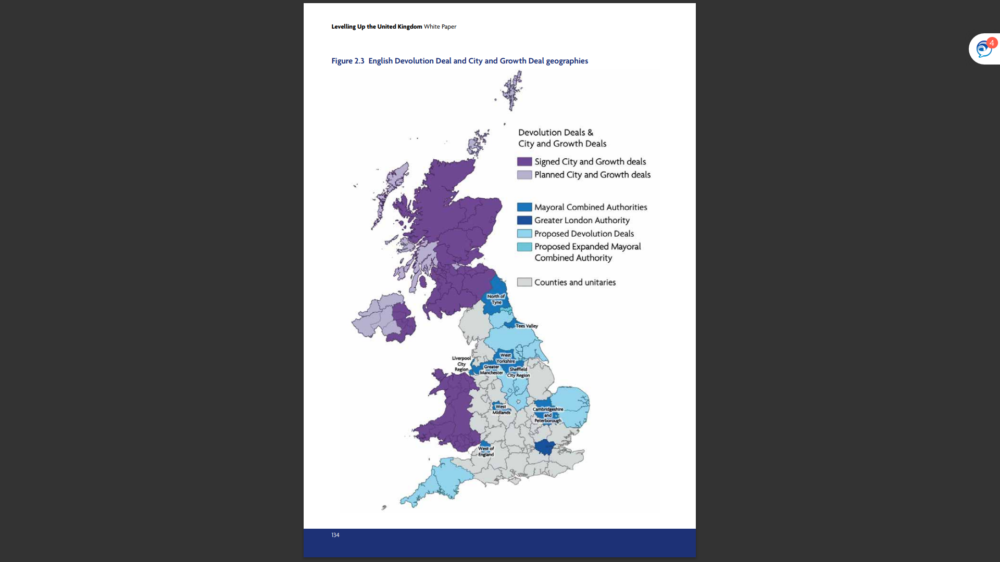 Levelling Up the United Kingdom White Paper
4
Figure 2.3 English Devolution Deal and City and Growth Deal geographies
Devolution Deals &
City and Growth Deals
Signed City and Growth deals
Planned City and Growth deals
Mayoral Combined Authorities
Greater London Authority
Proposed Devolution Deals
Proposed Expanded Mayoral
Combined Authority
Counties and unitaries
North of
Tyne
Tees Valley
West
Yorkshire
Liverpool
City
Region
Greater
Manchester
Sheffield
City Region
West
Midlands
Cambridgeshire
and
Peterborough
West of
England
134